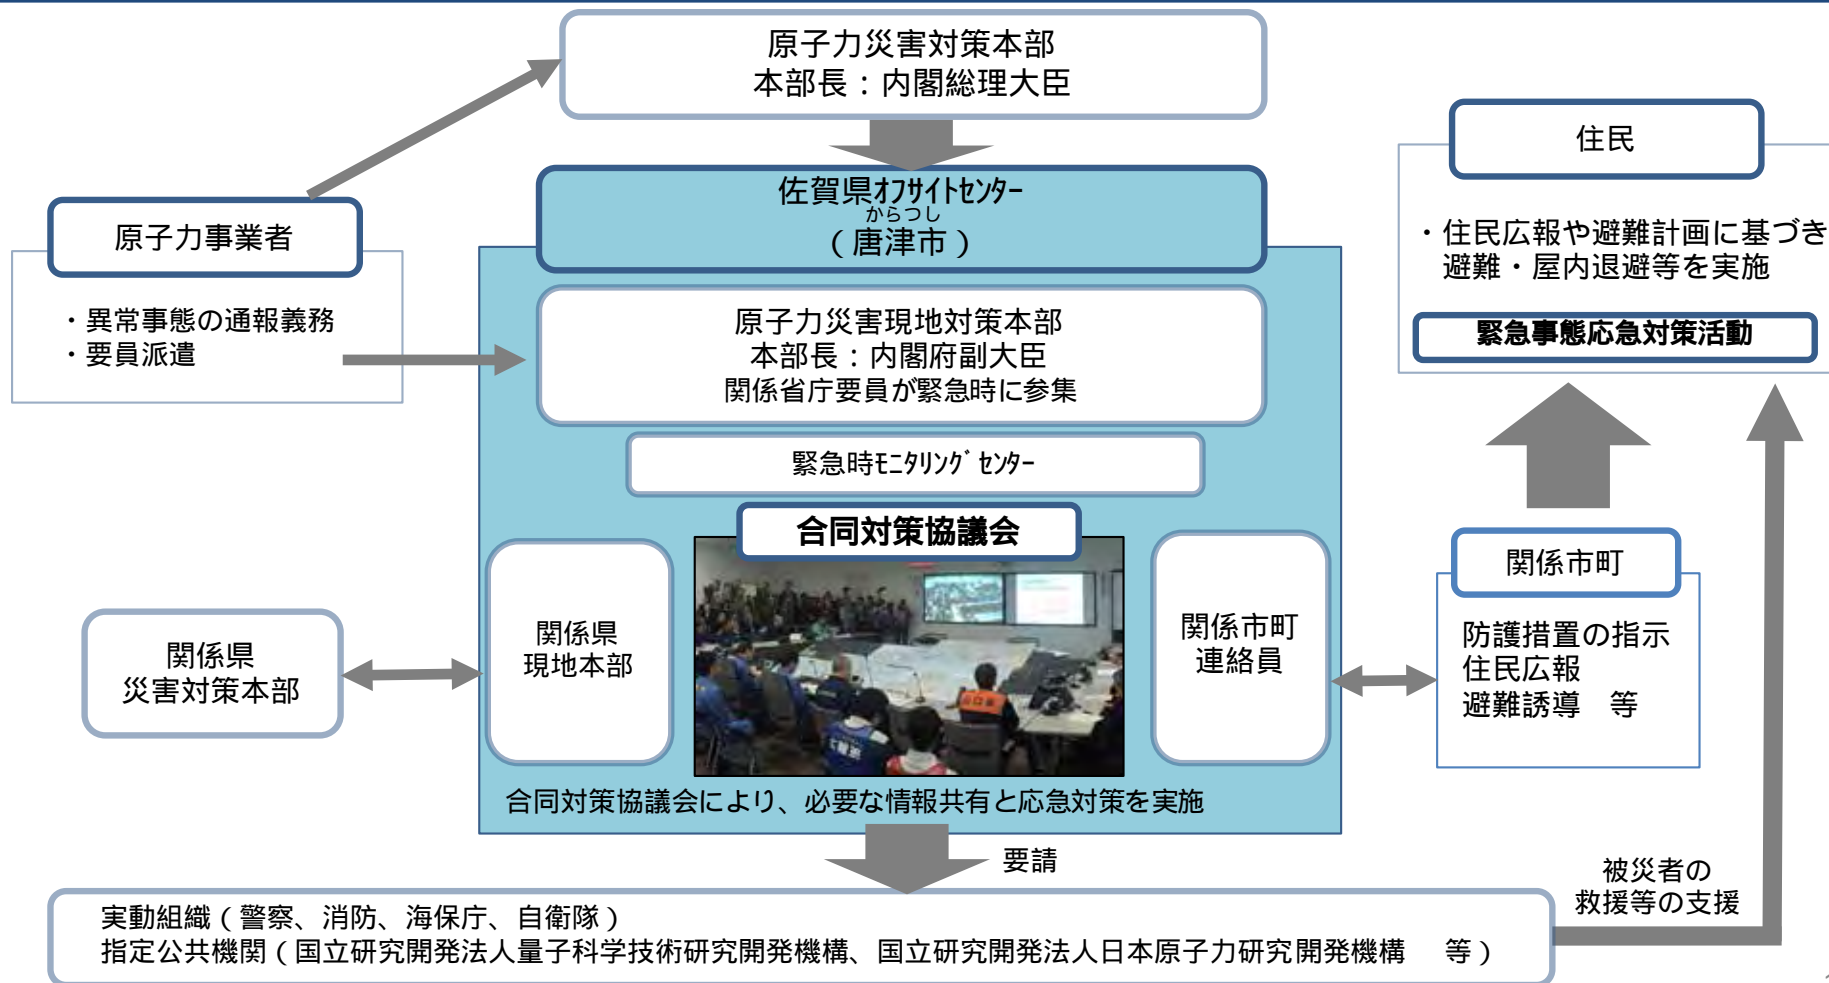 原子力災害対策本部
本部長：内閣総理大臣
住民
・住民広報や避難計画に基づき
避難・屋内退避等を実施
緊急事態応急対策活動
佐賀県ｵﾌｻｲﾄｾﾝﾀｰ
からつし
（唐津市）
原子力事業者
・異常事態の通報義務
・要員派遣
原子力災害現地対策本部
本部長：内閣府副大臣
関係省庁要員が緊急時に参集
緊急時ﾓﾆﾀﾘﾝｸﾞｾﾝﾀｰ
合同対策協議会
関係県
災害対策本部
関係県
現地本部
関係市町
連絡員
関係市町
防護措置の指示
住民広報
避難誘導　等
合同対策協議会により、必要な情報共有と応急対策を実施
要請
被災者の
救援等の支援
実動組織（警察、消防、海保庁、自衛隊）
指定公共機関（国立研究開発法人量子科学技術研究開発機構、国立研究開発法人日本原子力研究開発機構　等）